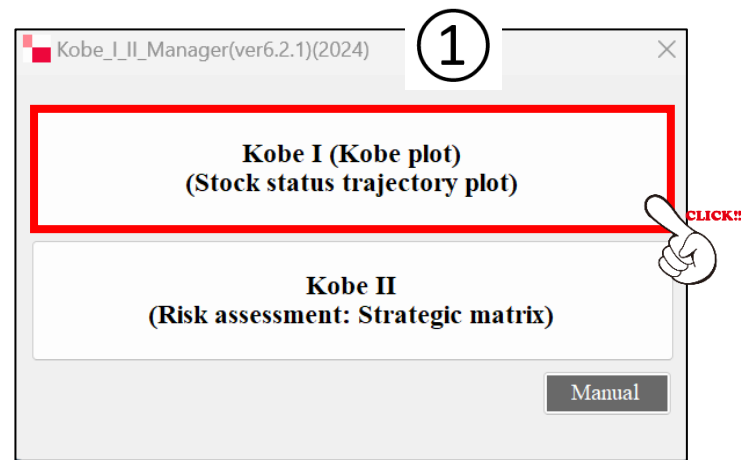 Kobe_I_II_Manager(ver6.2.1)(2024)
①
Kobe I (Kobe plot)
(Stock status trajectory plot)
CLICK!!
Kobe II
(Risk assessment: Strategic matrix)
Manual